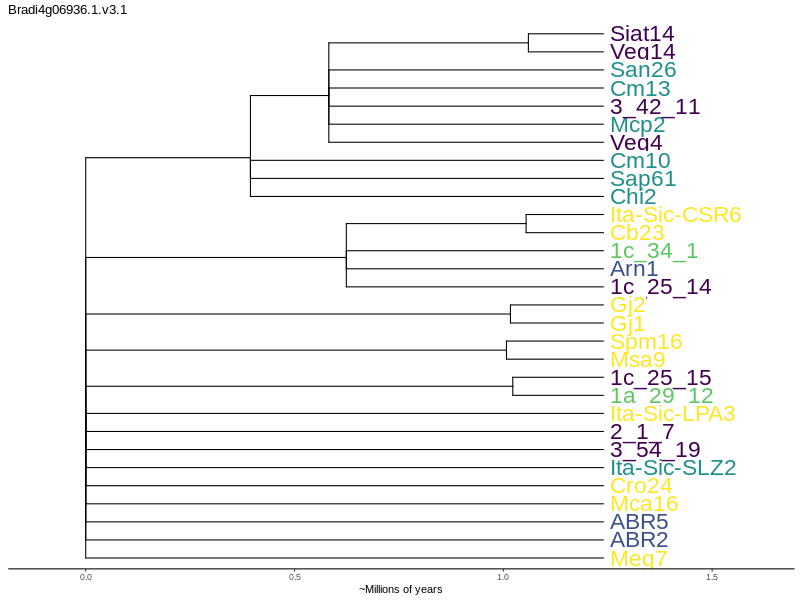 Bradi4g06936.1.v3.1
Siat14
Veg14
San26
Cm13
3_42_11
Mcp2
Veg4
Cm10
Sap61
Chi2
Ita-Sic-CSR6
Cb23
1c_34_1
Arn1
1c_25_14
Gj2
Gj1
Spm16
Msa9
1c_25_15
1a_29_12
Ita-Sic-LPA3
2_1_7
3_54_19
Ita-Sic-SLZ2
Cro24
Mca16
ABR5
ABR2
Meg7
0.0 0.5 1.0 1.5
~Millions of years